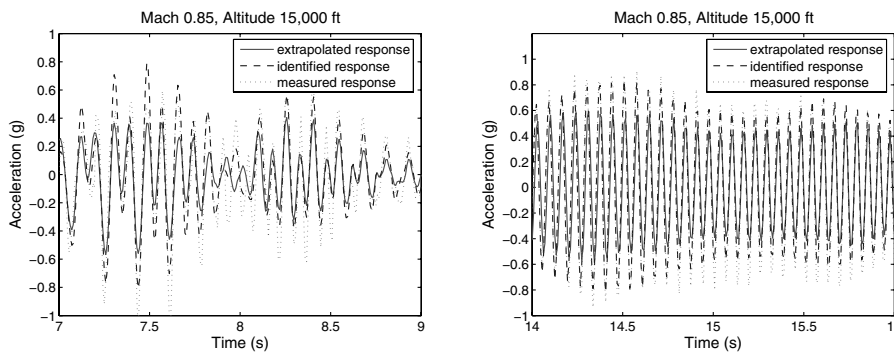 Mach 0.85, Altitude 15,000 ft
1
0.8
0.6
0.4
0.2
0
−0.2
−0.4
−0.6
−0.8
−1
Acceleration (g)
extrapolated response
identified response
measured response
7 7.5 8 8.5 9
Time (s)
Mach 0.85, Altitude 15,000 ft
1
0.8
0.6
0.4
0.2
0
−0.2
−0.4
−0.6
−0.8
−1
Acceleration (g)
extrapolated response
identified response
measured response
14 14.5 15 15.5 1
Time (s)